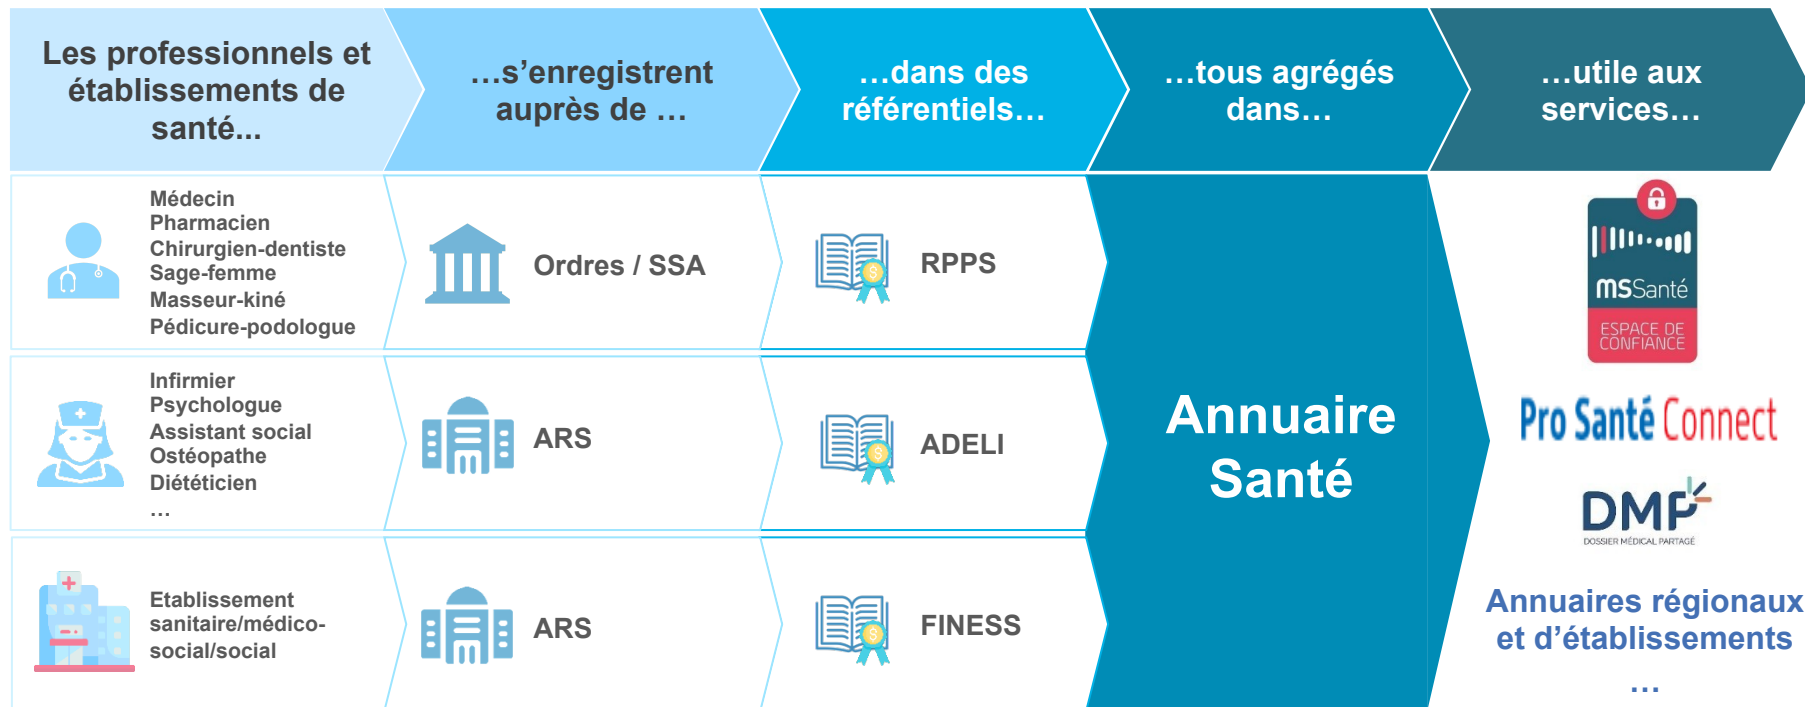 Les professionnels et
établissements de
santé...
…s’enregistrent
auprès de …
…dans des
référentiels…
…tous agrégés
dans…
…utile aux
services…
Médecin
Pharmacien
Chirurgien-dentiste
Sage-femme
Masseur-kiné
Pédicure-podologue
Ordres / SSA
RPPS
Infirmier
Psychologue
Assistant social
Ostéopathe
Diététicien
…
ARS
ADELI
Etablissement
sanitaire/médico-
social/social
ARS
FINESS
Annuaire
Santé
MSSanté
ESPACE DE
CONFIANCE
Pro Santé Connect
DMP
DOSSIER MÉDICAL PARTAGÉ
Annuaires régionaux
et d’établissements
…